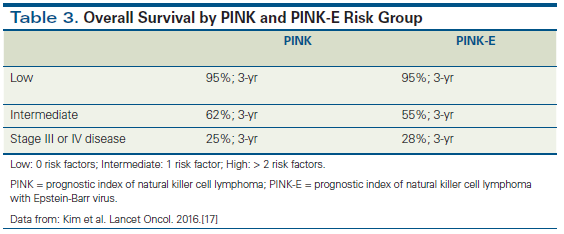 Table 3. Overall Survival by PINK and PINK-E Risk Group
PINK PINK-E
Low 95%; 3-yr 95%; 3-yr
Intermediate 62%; 3-yr 55%; 3-yr
Stage III or IV disease 25%; 3-yr 28%; 3-yr
Low: 0 risk factors; Intermediate: 1 risk factor; High: > 2 risk factors.
PINK = prognostic index of natural killer cell lymphoma; PINK-E = prognostic index of natural killer cell lymphoma
with Epstein-Barr virus.
Data from: Kim et al. Lancet Oncol. 2016.[17]